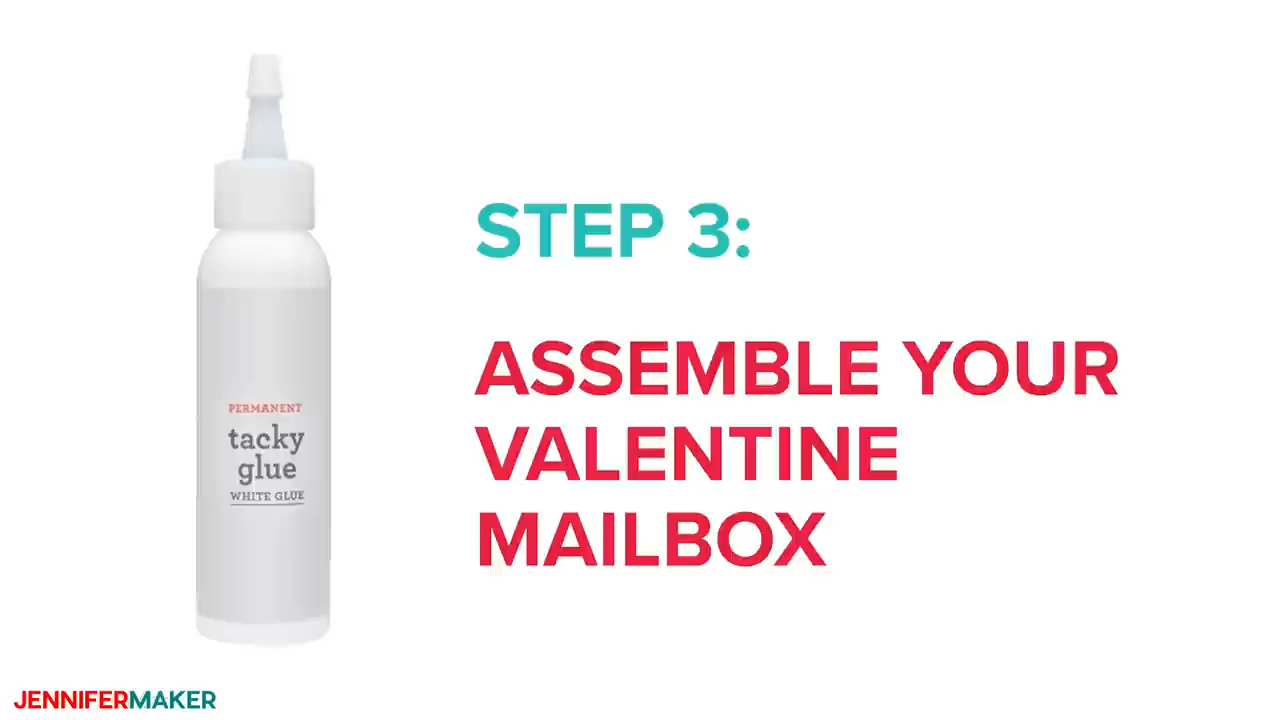 PERMANENT
tacky
glue
WHITE GLUE
STEP 3:
ASSEMBLE YOUR
VALENTINE
MAILBOX
JENNIFERMAKER